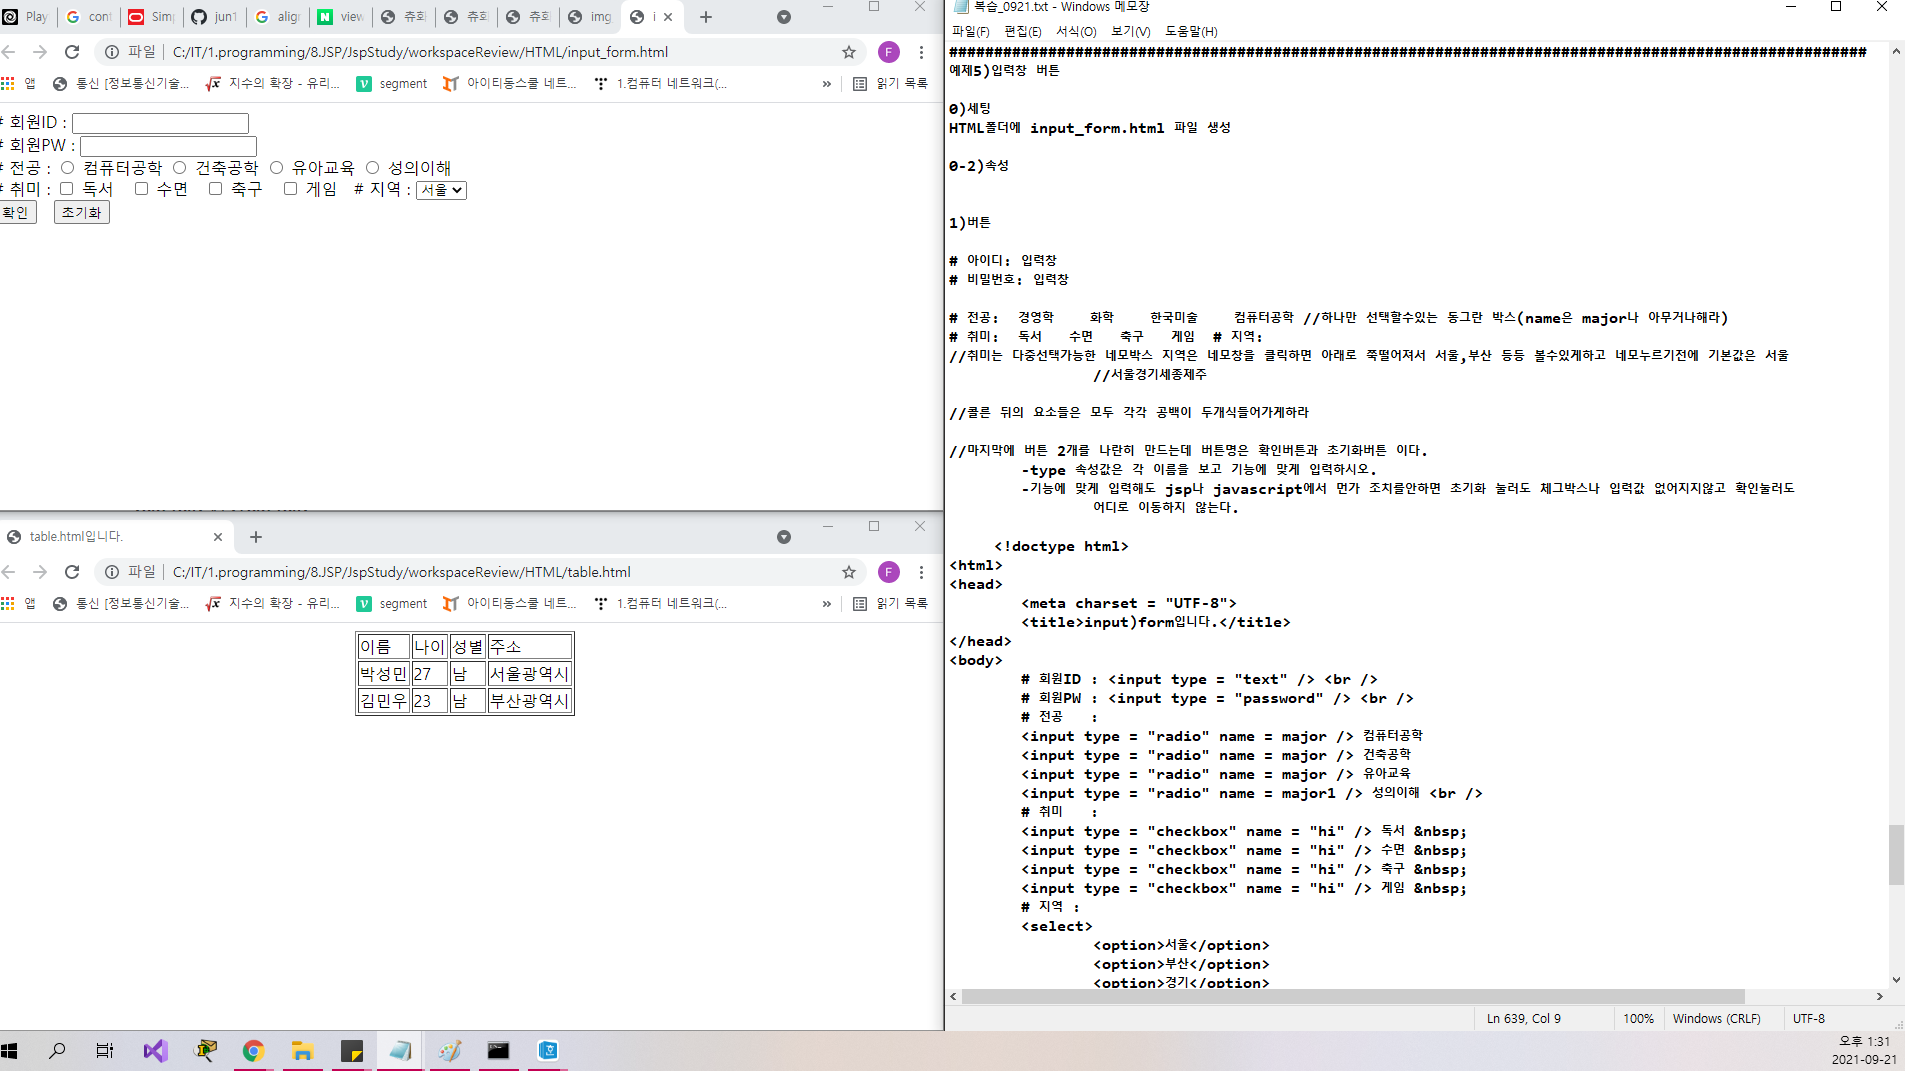 Play
con
Sim
jun1
alig
view
츄화
츄화
츄화
img
i
파일
C:/IT/1.programming/8.JSP/JspStudy/workspaceReview/HTML/input_form.html
F
앱
통신 [정보통신기술...
지수의 확장 - 유리...
segment
아이티동스쿨 네트...
1.컴퓨터 네트워크(...
»
읽기 목록
# 회원ID :
# 회원PW :
# 전공 : 컴퓨터공학 건축공학 유아교육 성의이해
# 취미 : 독서 수면 축구 게임 # 지역 : 서울
확인 초기화
table.html입니다.
파일
C:/IT/1.programming/8.JSP/JspStudy/workspaceReview/HTML/table.html
F
앱
통신 [정보통신기술...
지수의 확장 - 유리...
segment
아이티동스쿨 네트...
1.컴퓨터 네트워크(...
»
읽기 목록
이름 나이 성별 주소
박성민 27 남 서울광역시
김민우 23 남 부산광역시
복습_0921.txt - Windows 메모장
파일(F) 편집(E) 서식(O) 보기(V) 도움말(H)
예제5)입력창 버튼
0)세팅
HTML폴더에 input_form.html 파일 생성
0-2)속성
1)버튼
# 아이디: 입력창
# 비밀번호: 입력창
# 전공: 경영학 화학 한국미술 컴퓨터공학 //하나만 선택할수있는 동그란 박스(name은 major나 아무거나해라)
# 취미: 독서 수면 축구 게임 # 지역:
//취미는 다중선택가능한 네모박스 지역은 네모창을 클릭하면 아래로 쭉떨어져서 서울,부산 등등 볼수있게하고 네모누르기전에 기본값은 서울
//서울경기세종제주
//콜른 뒤의 요소들은 모두 각각 공백이 두개식들어가게하라
//마지막에 버튼 2개를 나란히 만드는데 버튼명은 확인버튼과 초기화버튼 이다.
-type 속성값은 각 이름을 보고 기능에 맞게 입력하시오.
-기능에 맞게 입력해도 jsp나 javascript에서 먼가 조치를안하면 초기화 눌러도 체그박스나 입력값 없어지지않고 확인눌러도
어디로 이동하지 않는다.
<!doctype html>
<html>
<head>
<meta charset = "UTF-8">
<title>input)form입니다.</title>
</head>
<body>
# 회원ID : <input type = "text" /> <br />
# 회원PW : <input type = "password" /> <br />
# 전공 :
<input type = "radio" name = major /> 컴퓨터공학
<input type = "radio" name = major /> 건축공학
<input type = "radio" name = major /> 유아교육
<input type = "radio" name = major1 /> 성의이해 <br />
# 취미 :
<input type = "checkbox" name = "hi" /> 독서 &nbsp;
<input type = "checkbox" name = "hi" /> 수면 &nbsp;
<input type = "checkbox" name = "hi" /> 축구 &nbsp;
<input type = "checkbox" name = "hi" /> 게임 &nbsp;
# 지역 :
<select>
<option>서울</option>
<option>부산</option>
<option>경기</option>
Ln 639, Col 9
100%
Windows (CRLF)
UTF-8
오후 1:31
2021-09-21